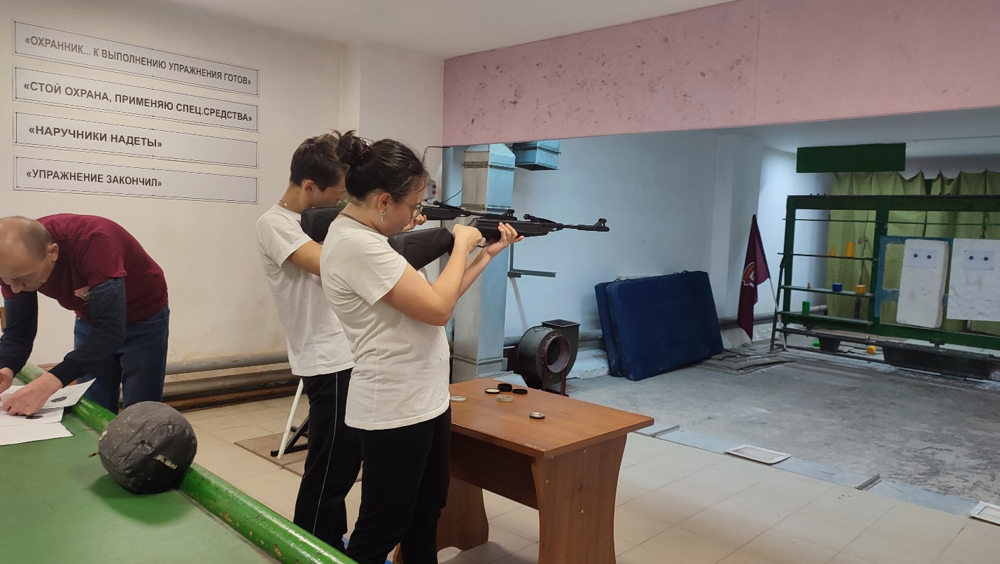 «ОХРАННИК... К ВЫПОЛНЕНИЮ УПРАЖНЕНИЯ ГОТОВ»
«СТОЙ ОХРАНА, ПРИМЕНЯЮ СПЕЦ.СРЕДСТВА»
«НАРУЧНИКИ НАДЕТЫ»
«УПРАЖНЕНИЕ ЗАКОНЧИЛ»